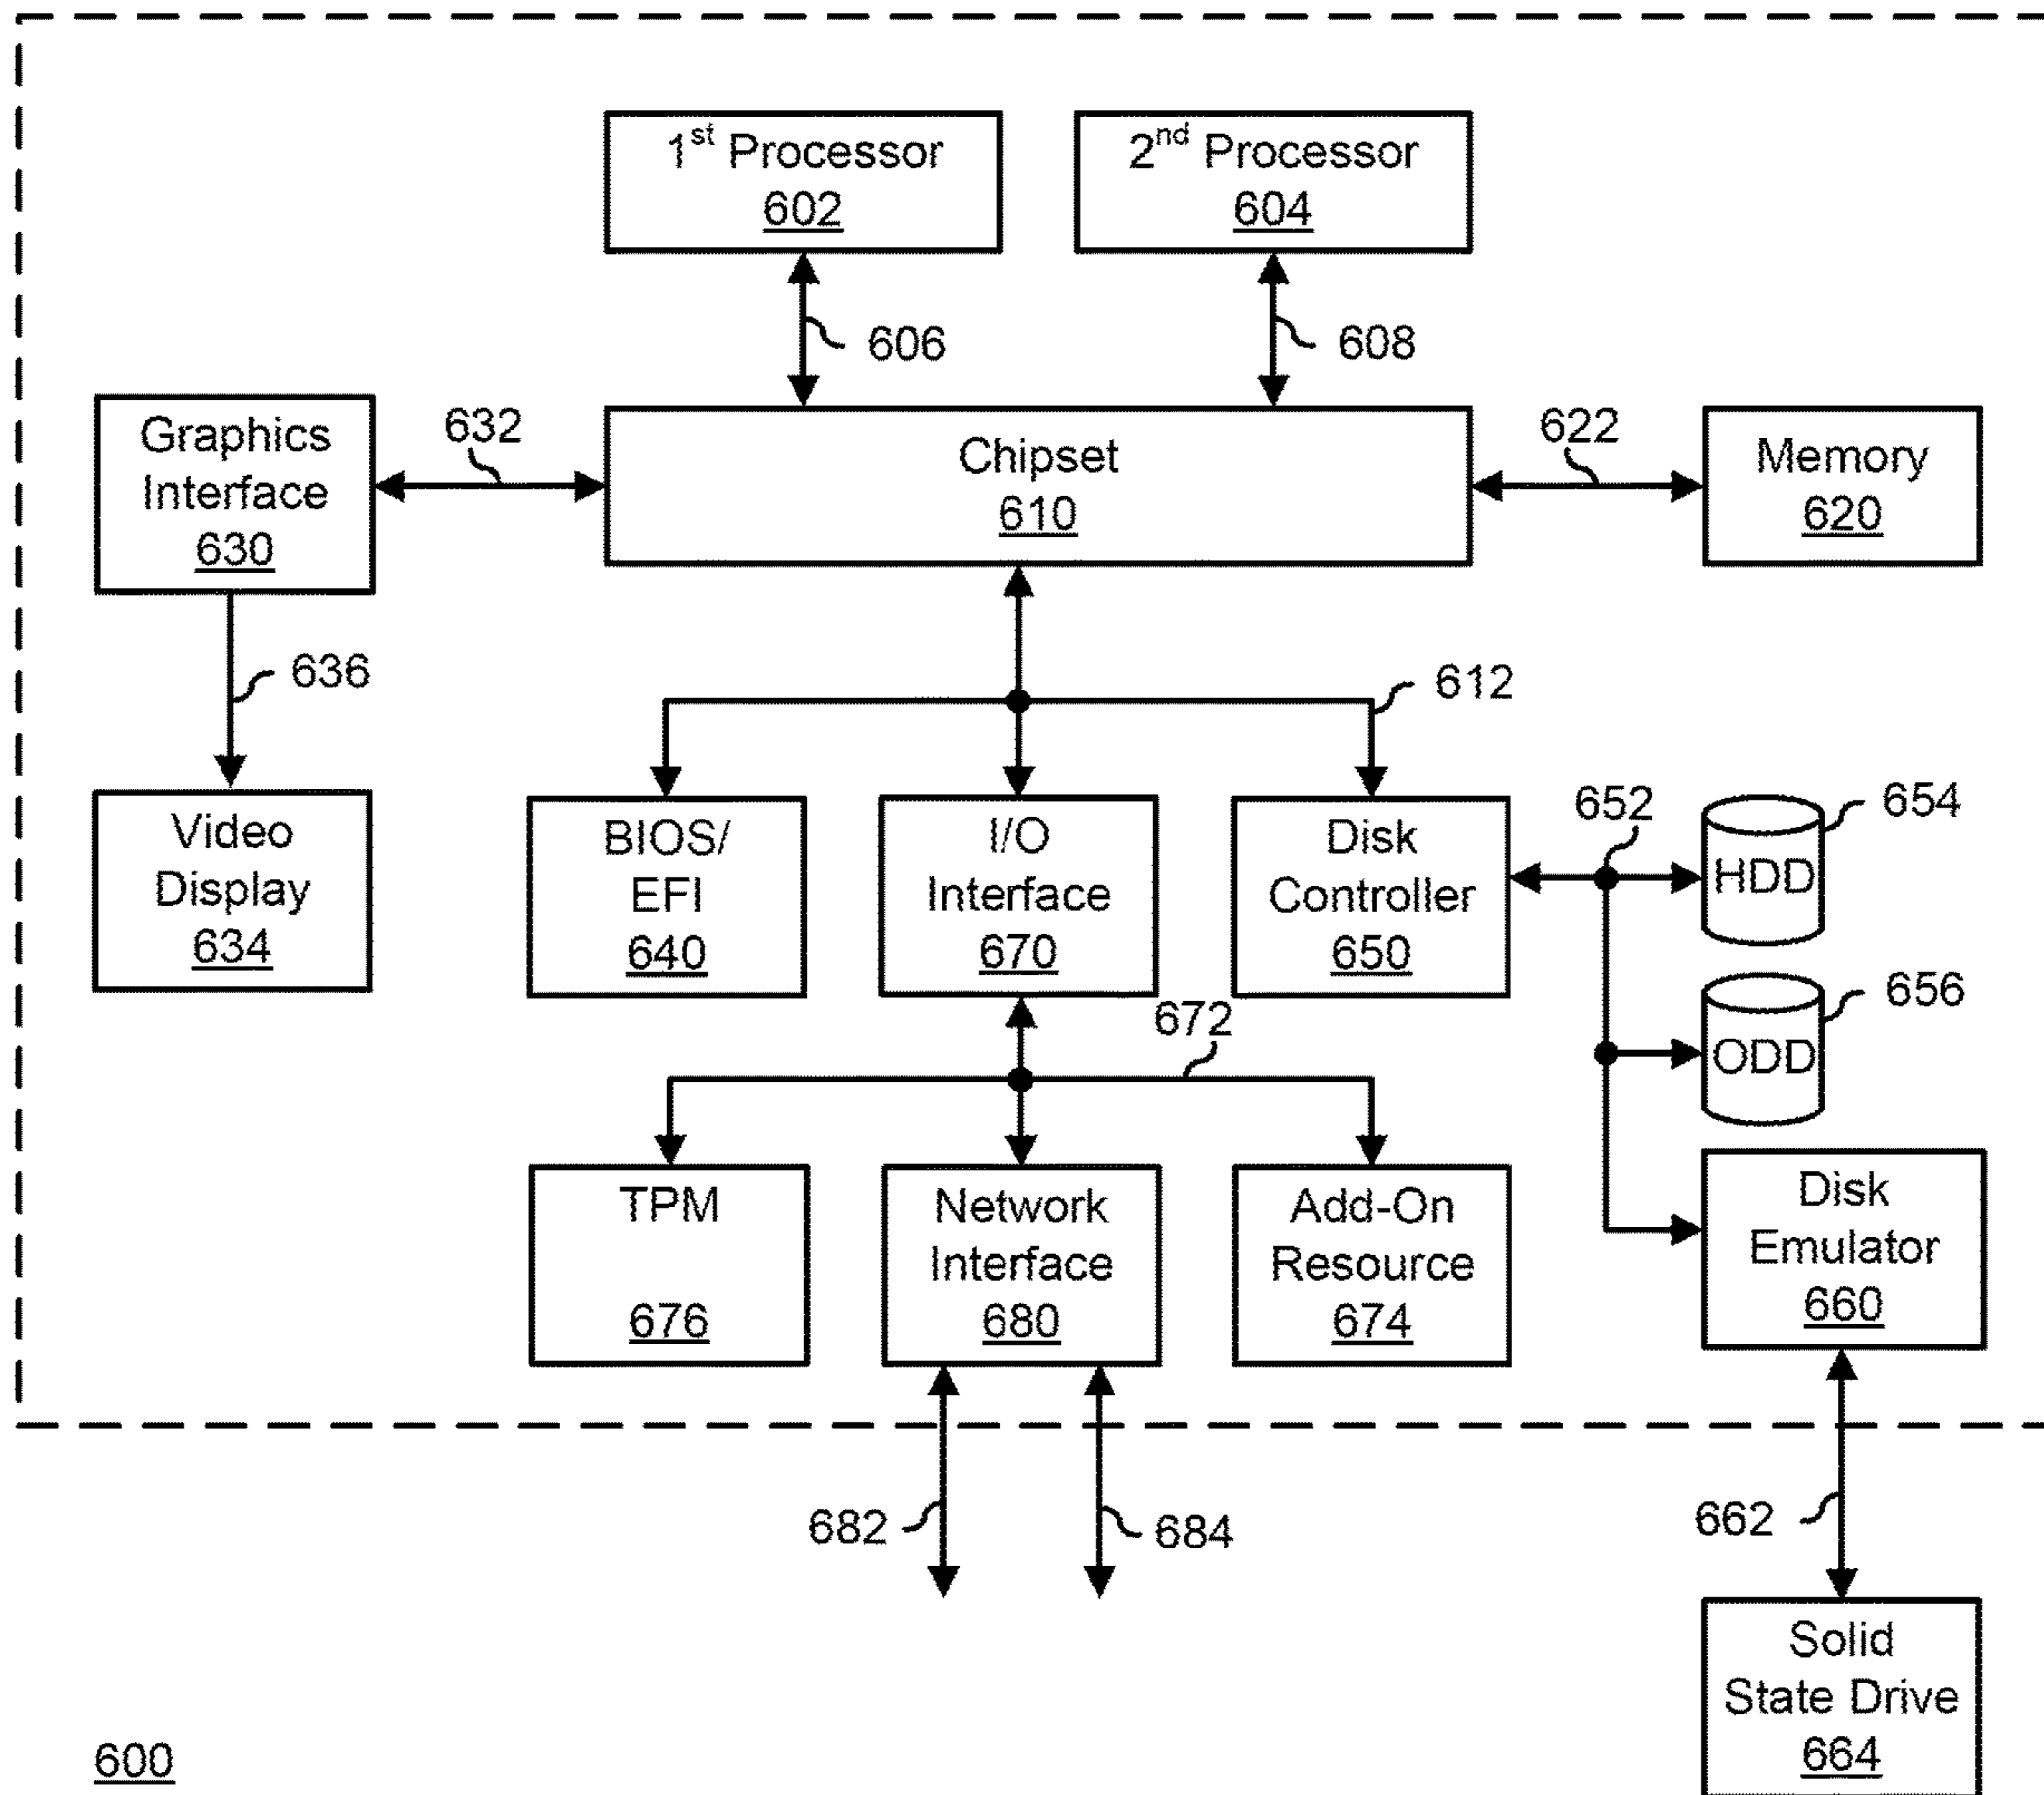 1st Processor
602
2nd Processor
604
606
608
Graphics
Interface
630
632
Chipset
610
622
Memory
620
636
612
Video
Display
634
BIOS/
EFI
640
I/O
Interface
670
Disk
Controller
650
652
HDD
654
ODD
656
672
TPM
676
Network
Interface
680
Add-On
Resource
674
Disk
Emulator
660
682
684
662
Solid
State Drive
664
600